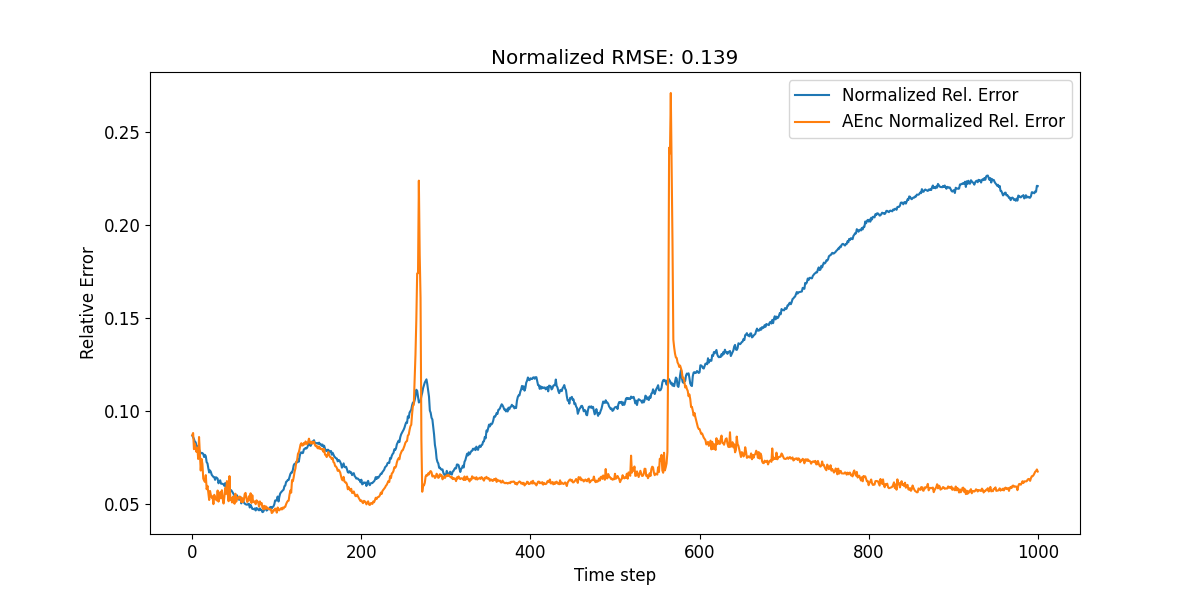 Normalized RMSE: 0.139
Normalized Rel. Error
AEnc Normalized Rel. Error
Relative Error
0.25
0.20
0.15
0.10
0.05
0 200 400 600 800 1000
Time step